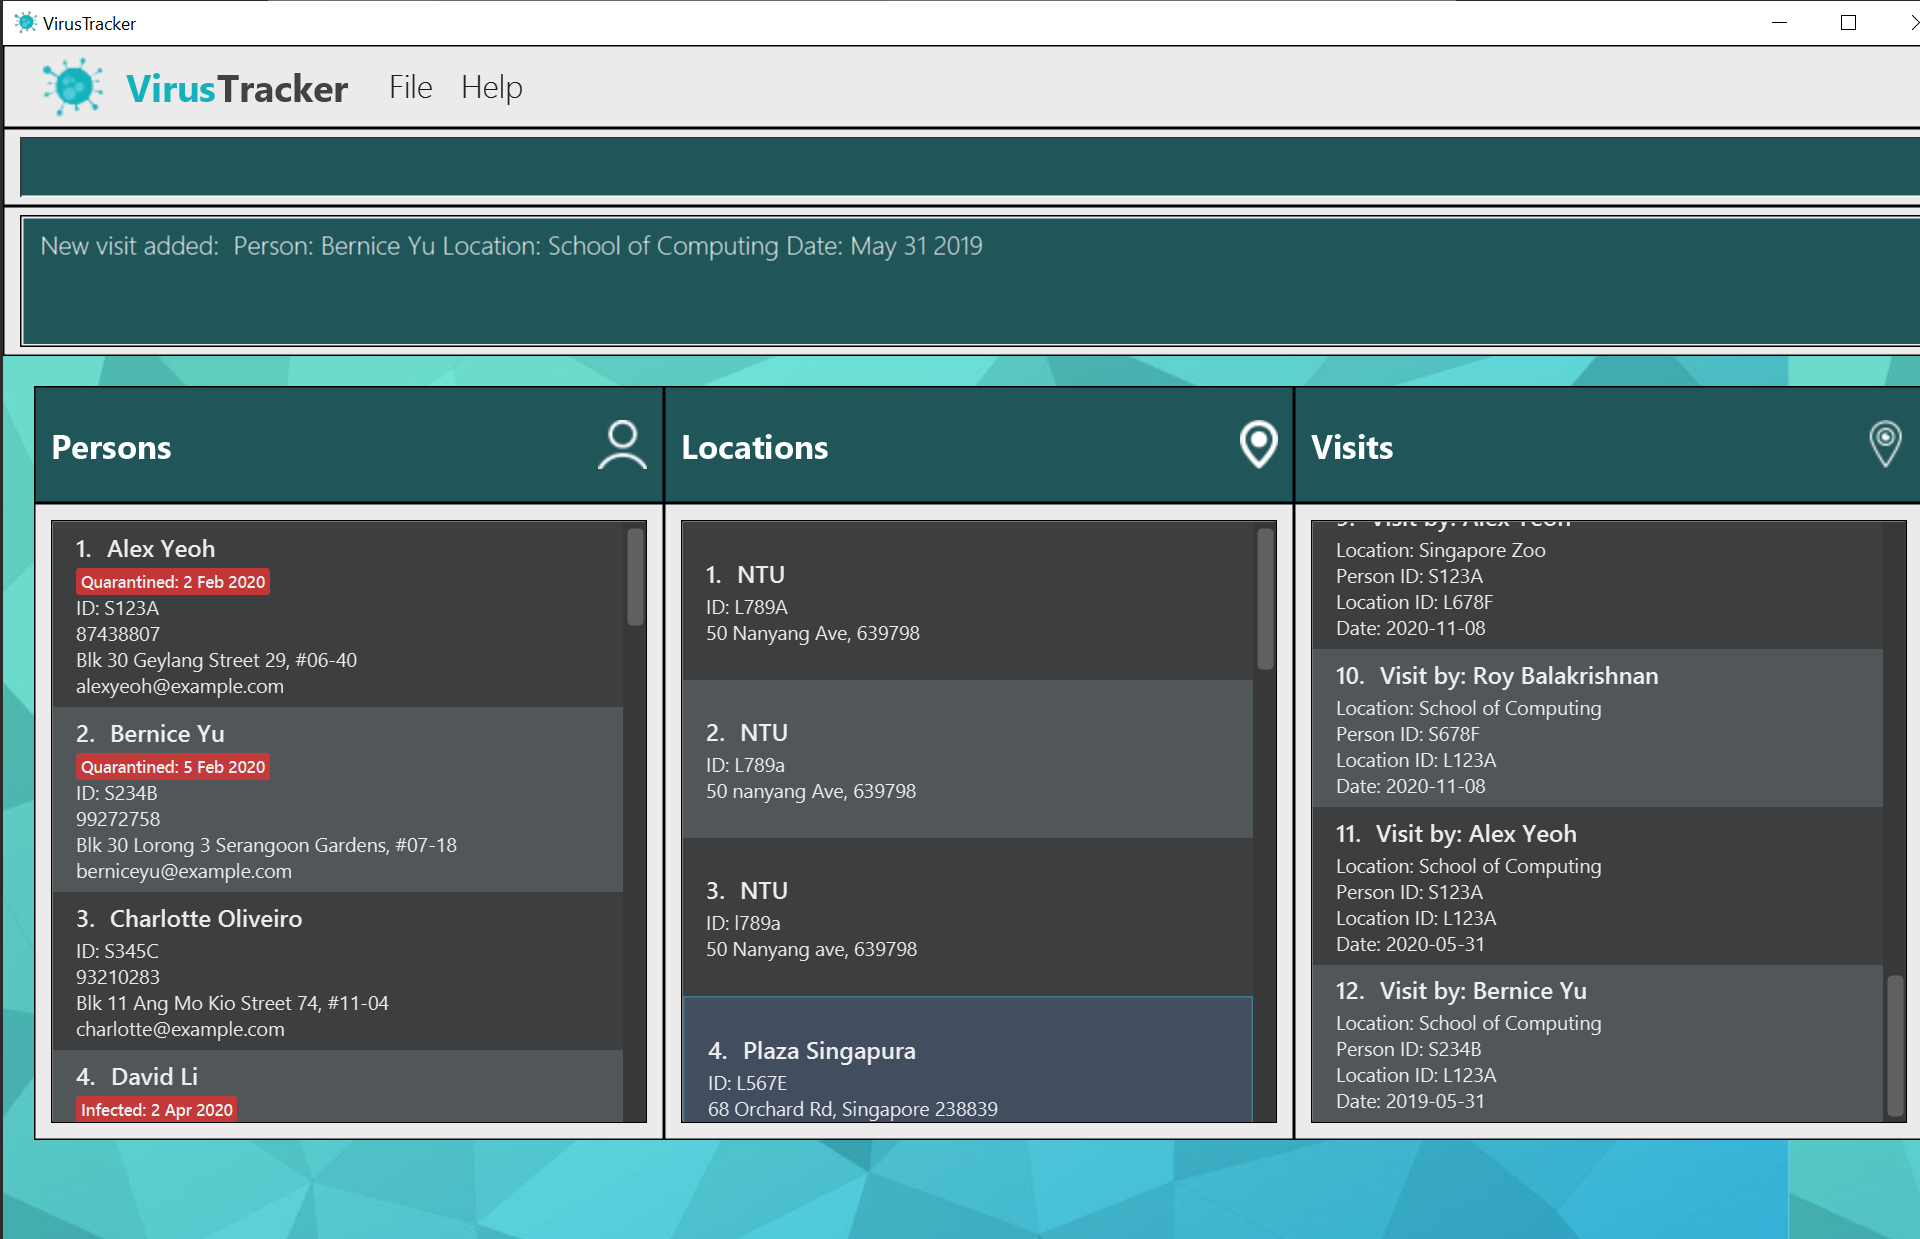 VirusTracker
VirusTracker File Help
New visit added:  Person: Bernice Yu Location: School of Computing Date: May 31 2019
Persons
1. Alex Yeoh
Quarantined: 2 Feb 2020
ID: S123A
87438807
Blk 30 Geylang Street 29, #06-40
alexyeoh@example.com
2. Bernice Yu
Quarantined: 5 Feb 2020
ID: S234B
99272758
Blk 30 Lorong 3 Serangoon Gardens, #07-18
berniceyu@example.com
3. Charlotte Oliveiro
ID: S345C
93210283
Blk 11 Ang Mo Kio Street 74, #11-04
charlotte@example.com
4. David Li
Infected: 2 Apr 2020
Locations
1. NTU
ID: L789A
50 Nanyang Ave, 639798
2. NTU
ID: L789a
50 nanyang Ave, 639798
3. NTU
ID: l789a
50 Nanyang ave, 639798
4. Plaza Singapura
ID: L567E
68 Orchard Rd, Singapore 238839
Visits
9. Visit by: Alex Yeoh
Location: Singapore Zoo
Person ID: S123A
Location ID: L678F
Date: 2020-11-08
10. Visit by: Roy Balakrishnan
Location: School of Computing
Person ID: S678F
Location ID: L123A
Date: 2020-11-08
11. Visit by: Alex Yeoh
Location: School of Computing
Person ID: S123A
Location ID: L123A
Date: 2020-05-31
12. Visit by: Bernice Yu
Location: School of Computing
Person ID: S234B
Location ID: L123A
Date: 2019-05-31